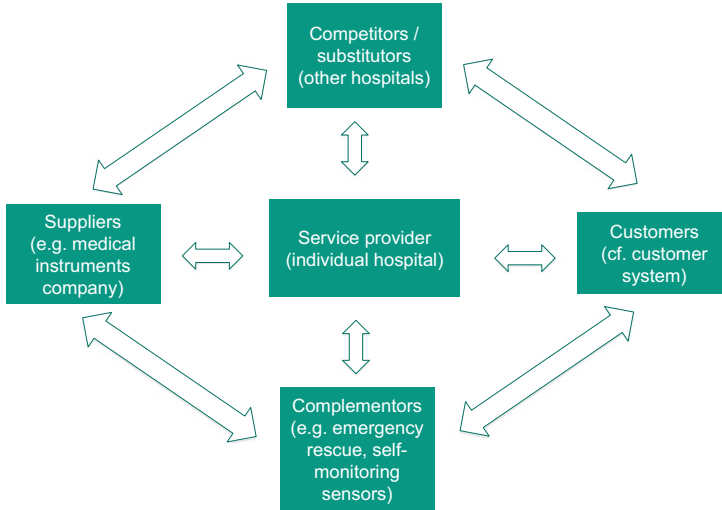 Competitors /
substitutors
(other hospitals)
Suppliers
(e.g. medical
instruments
company)
Service provider
(individual hospital)
Customers
(cf. customer
system)
Complementors
(e.g. emergency
rescue, self-
monitoring
sensors)